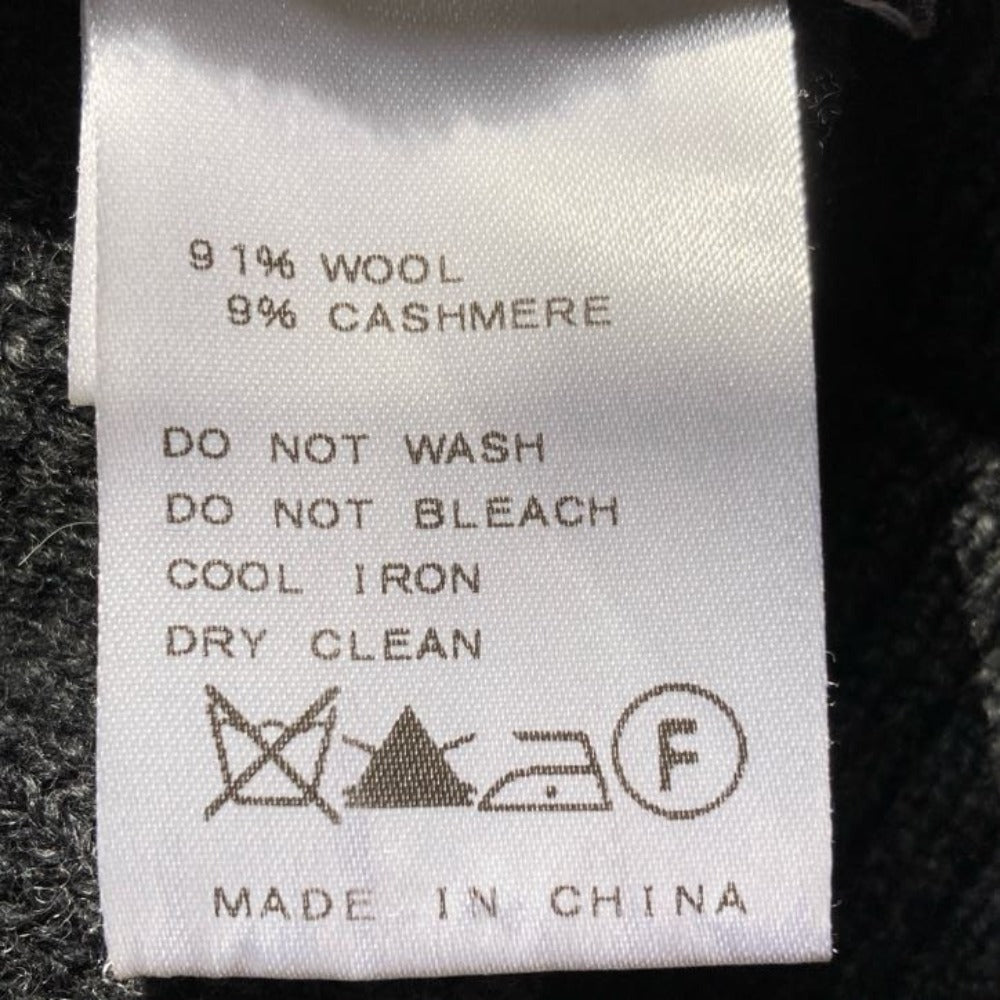 91% WOOL
9% CASHMERE
DO NOT WASH
DO NOT BLEACH
COOL IRON
DRY CLEAN
F
MADE IN CHINA